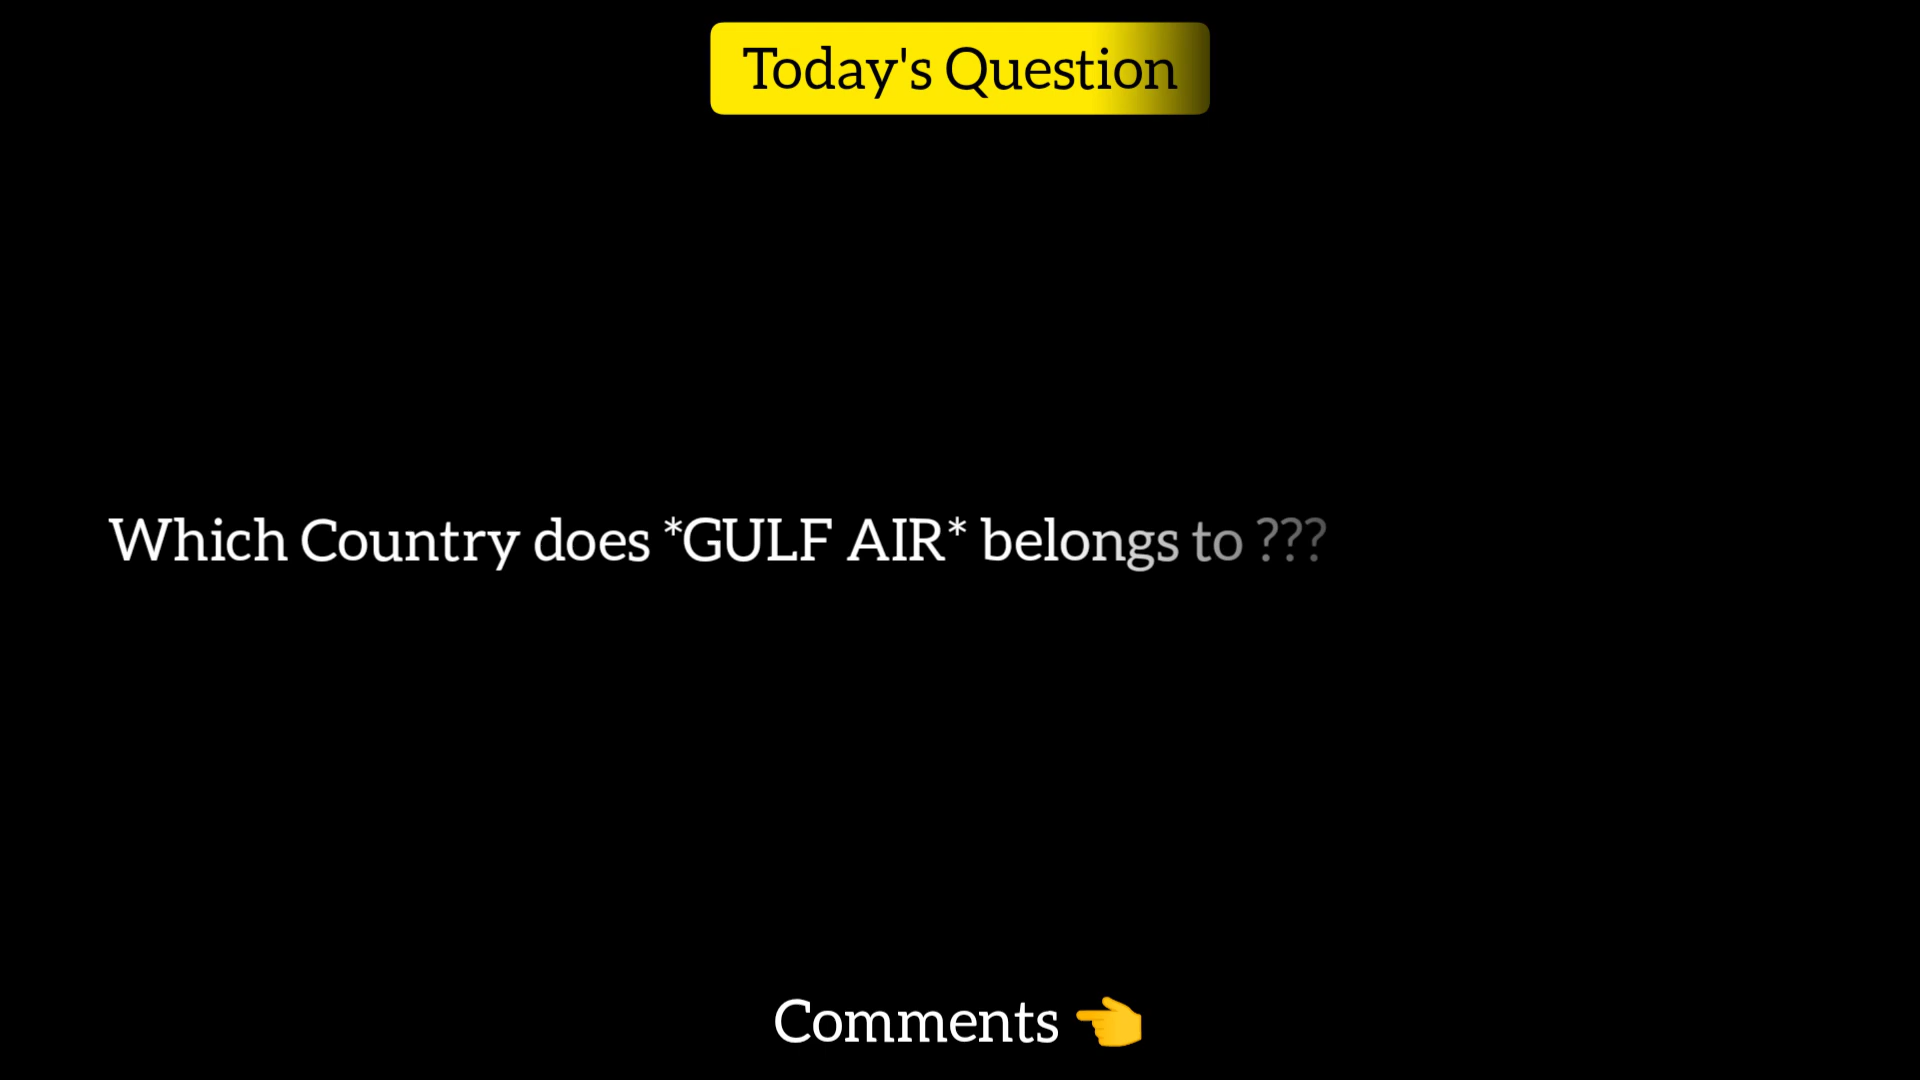 Today's Question
Which Country does *GULF AIR* belongs to ???
Comments 👈